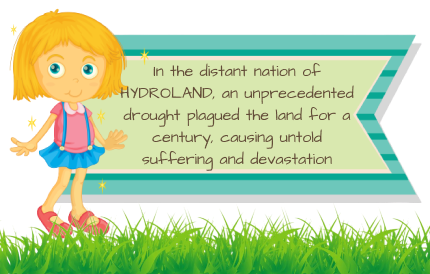 In the distant nation of
HYDROLAND, an unprecedented
drought plagued the land for a
century, causing untold
suffering and devastation